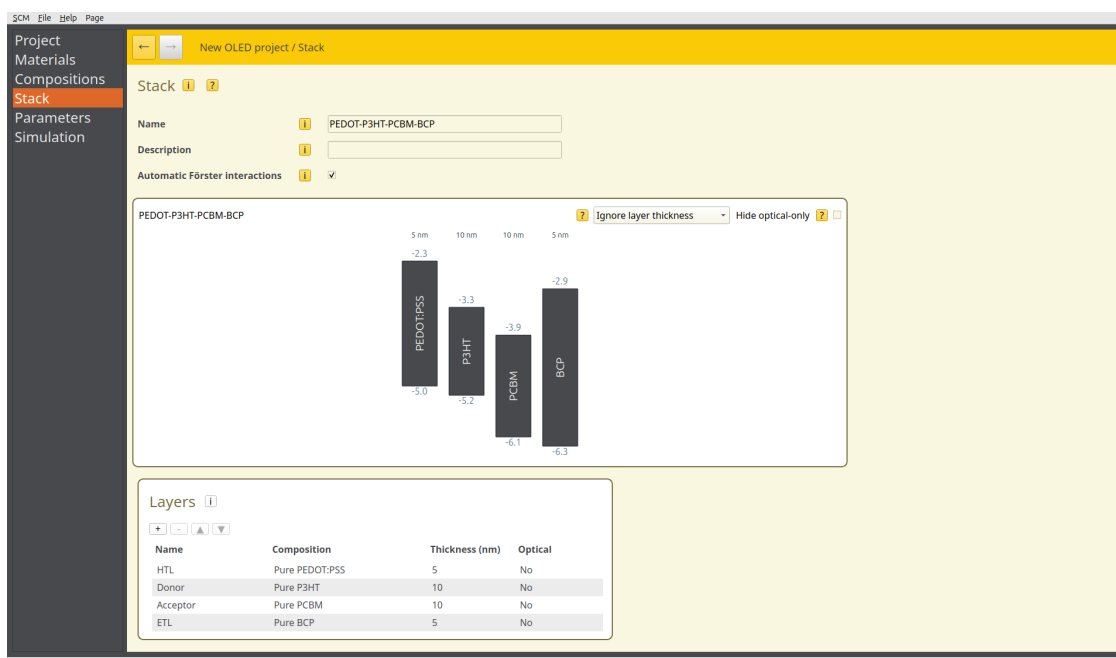 SCM File Help Page
Project
Materials
Compositions
Stack
Parameters
Simulation
← → New OLED project / Stack
Stack i ?
Name i PEDOT-P3HT-PCBM-BCP
Description i
Automatic Förster interactions i ✓
PEDOT-P3HT-PCBM-BCP ? Ignore layer thickness Hide optical-only ?
5 nm 10 nm 10 nm 5 nm
-2.3
-2.9
-3.3
-3.9
PEDOT:PSS
P3HT
PCBM
BCP
-5.0
-5.2
-6.1
-6.3
Layers i
+ - ▲ ▼
Name Composition Thickness (nm) Optical
HTL Pure PEDOT:PSS 5 No
Donor Pure P3HT 10 No
Acceptor Pure PCBM 10 No
ETL Pure BCP 5 No